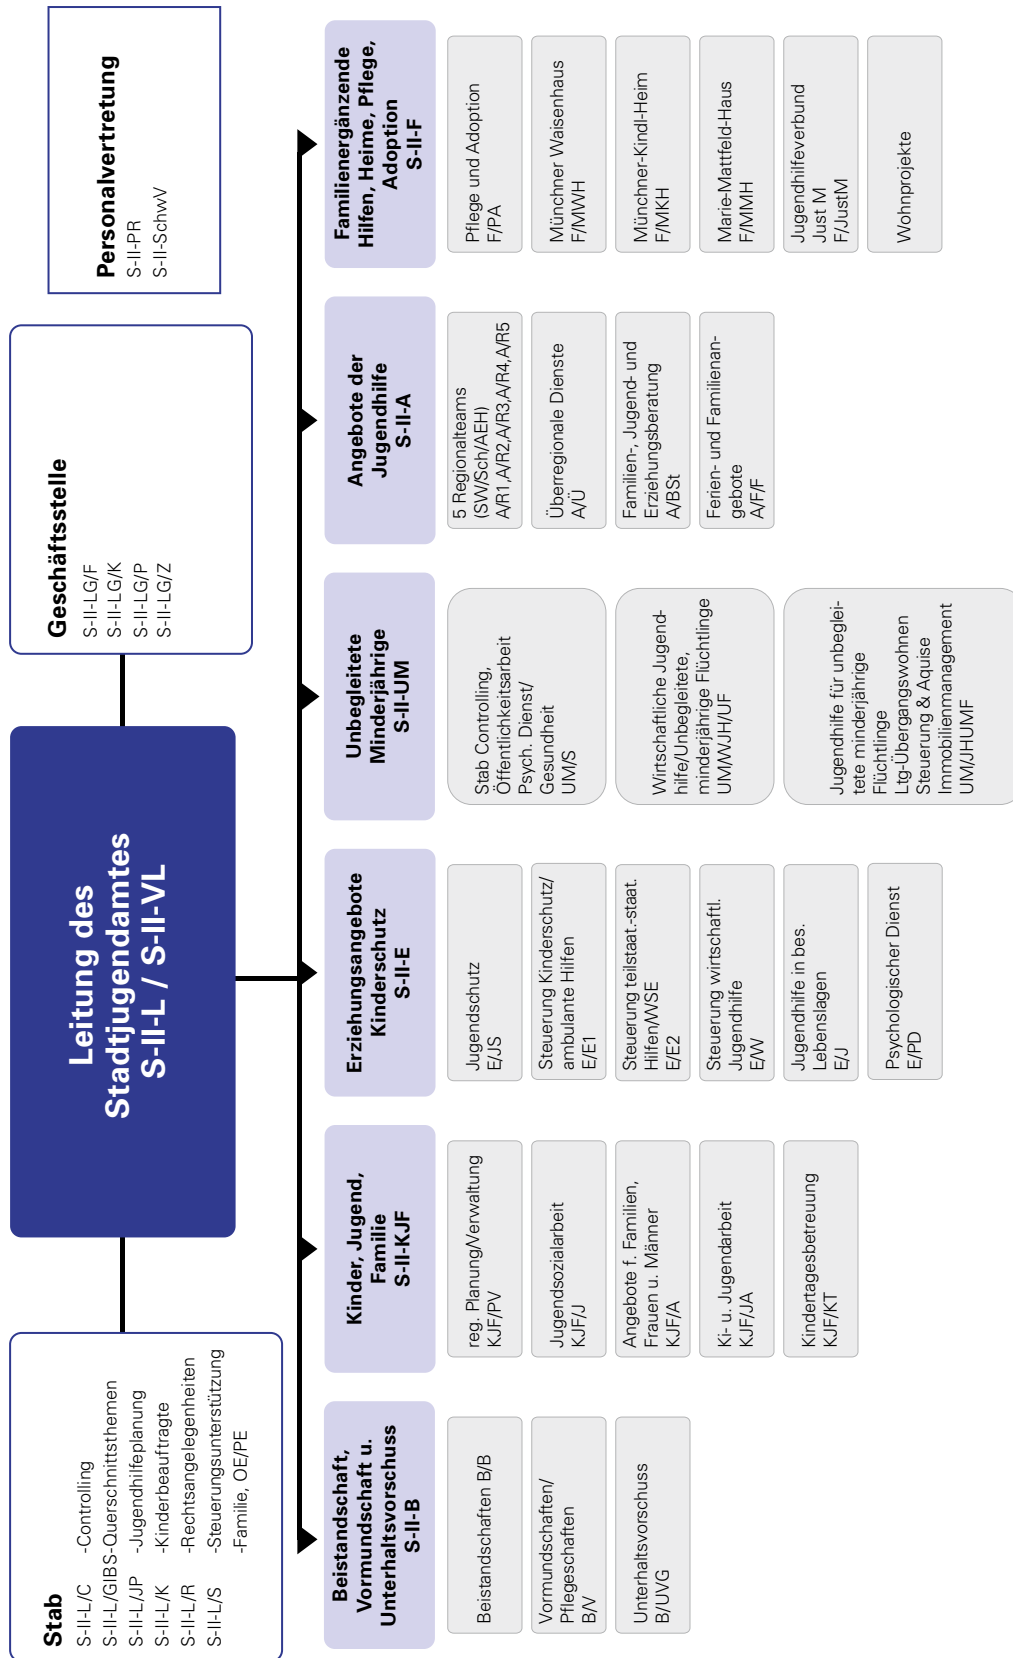 Stab
S-II-L/C -Controlling
S-II-L/GIBS-Querschnittsthemen
S-II-L/JP -Jugendhilfeplanung
S-II-L/K -Kinderbeauftragte
S-II-L/R -Rechtsangelegenheiten
S-II-L/S -Steuerungsunterstützung
-Familie, OE/PE
Leitung des
Stadtjugendamtes
S-II-L / S-II-VL
Geschäftsstelle
S-II-LG/F
S-II-LG/K
S-II-LG/P
S-II-LG/Z
Personalvertretung
S-II-PR
S-II-SchwV
Beistandschaft,
Vormundschaft u.
Unterhaltsvorschuss
S-II-B
Beistandschaften B/B
Vormundschaften/
Pflegeschaften
B/V
Unterhaltsvorschuss
B/UVG
Kinder, Jugend,
Familie
S-II-KJF
reg. Planung/Verwaltung
KJF/PV
Jugendsozialarbeit
KJF/J
Angebote f. Familien,
Frauen u. Männer
KJF/A
Ki- u. Jugendarbeit
KJF/JA
Kindertagesbetreuung
KJF/KT
Erziehungsangebote
Kinderschutz
S-II-E
Jugendschutz
E/JS
Steuerung Kinderschutz/
ambulante Hilfen
E/E1
Steuerung teilstaat.-staat.
Hilfen/WSE
E/E2
Steuerung wirtschaftl.
Jugendhilfe
E/W
Jugendhilfe in bes.
Lebenslagen
E/J
Psychologischer Dienst
E/PD
Unbegleitete
Minderjährige
S-II-UM
Stab Controlling,
Öffentlichkeitsarbeit
Psych. Dienst/
Gesundheit
UM/S
Wirtschaftliche Jugend-
hilfe/Unbegleitete,
minderjährige Flüchtlinge
UM/WJH/UF
Jugendhilfe für unbeglei-
tete minderjährige
Flüchtlinge
Ltg-Übergangswohnen
Steuerung & Aquise
Immobilienmanagement
UM/JHUMF
Angebote der
Jugendhilfe
S-II-A
5 Regionalteams
(SW/Sch/AEH)
A/R1,A/R2,A/R3,A/R4,A/R5
Überregionale Dienste
A/Ü
Familien-, Jugend- und
Erziehungsberatung
A/BSt
Ferien- und Familienan-
gebote
A/F/F
Familienergänzende
Hilfen, Heime, Pflege,
Adoption
S-II-F
Pflege und Adoption
F/PA
Münchner Waisenhaus
F/MWH
Münchner-Kindl-Heim
F/MKH
Marie-Mattfeld-Haus
F/MMH
Jugendhilfeverbund
Just M
F/JustM
Wohnprojekte